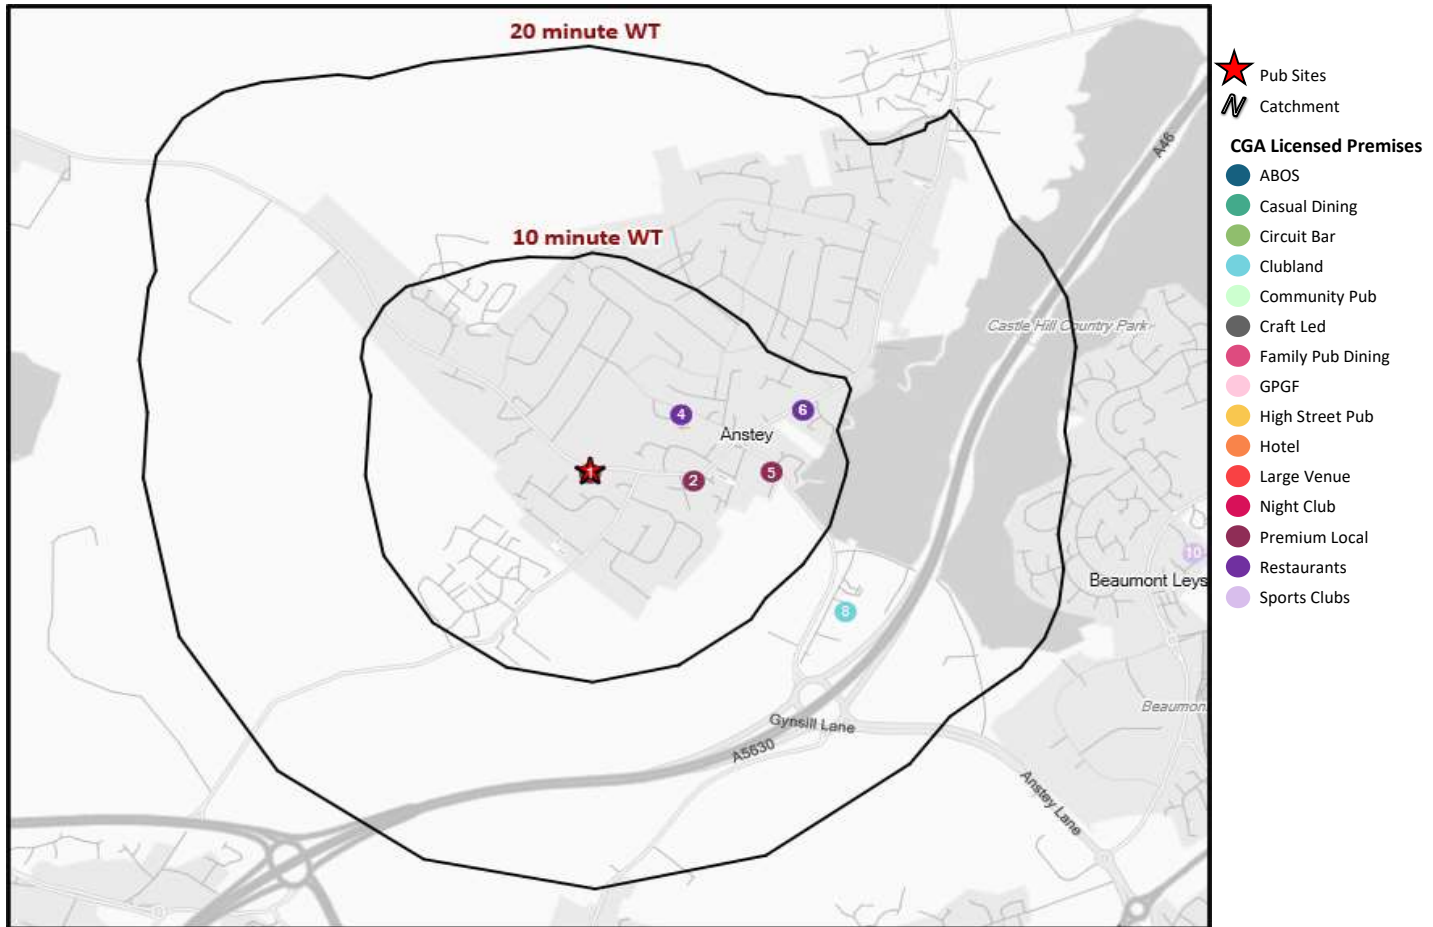 20 minute WT
10 minute WT
A46
Castle Hill Country Park
4
6
Anstey
1
2
5
10
Beaumont Leys
8
Beaumon
Gynsill Lane
A5630
Anstey Lane
Pub Sites
Catchment
CGA Licensed Premises
ABOS
Casual Dining
Circuit Bar
Clubland
Community Pub
Craft Led
Family Pub Dining
GPGF
High Street Pub
Hotel
Large Venue
Night Club
Premium Local
Restaurants
Sports Clubs